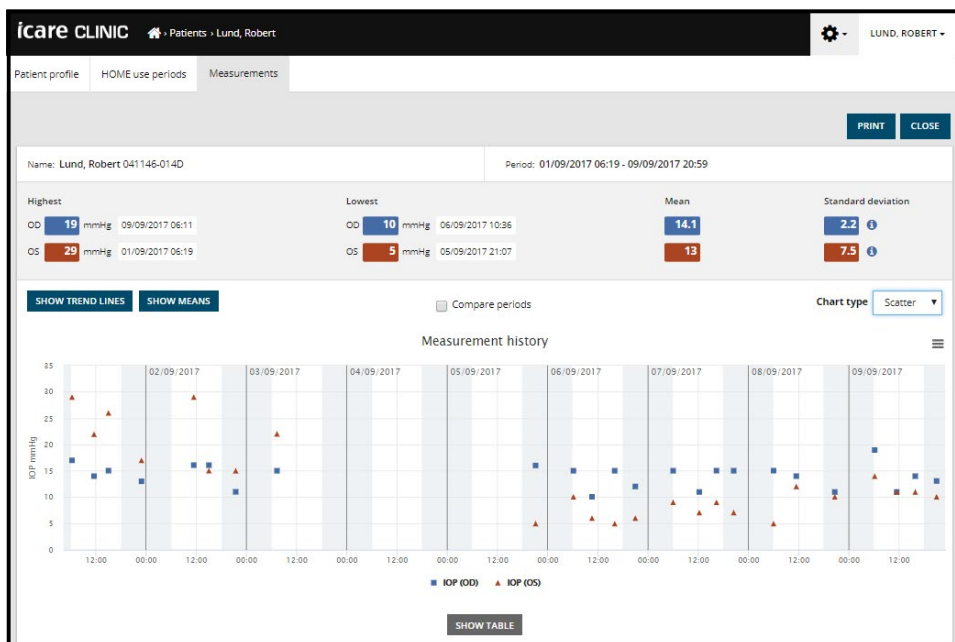 icare CLINIC › Patients › Lund, Robert LUND, ROBERT
Patient profile HOME use periods Measurements
PRINT CLOSE
Name: Lund, Robert 041146-014D Period: 01/09/2017 06:19 - 09/09/2017 20:59
Highest Lowest Mean Standard deviation
OD 19 mmHg 09/09/2017 06:11 OD 10 mmHg 06/09/2017 10:36 14.1 2.2
OS 29 mmHg 01/09/2017 06:19 OS 5 mmHg 05/09/2017 21:07 13 7.5
SHOW TREND LINES SHOW MEANS Compare periods Chart type Scatter
Measurement history
02/09/2017 03/09/2017 04/09/2017 05/09/2017 06/09/2017 07/09/2017 08/09/2017 09/09/2017
IOP mmHg
35
30
25
20
15
10
5
0
12:00 00:00 12:00 00:00 12:00 00:00 12:00 00:00 12:00 00:00 12:00 00:00 12:00 00:00 12:00 00:00 12:00
IOP (OD) IOP (OS)
SHOW TABLE